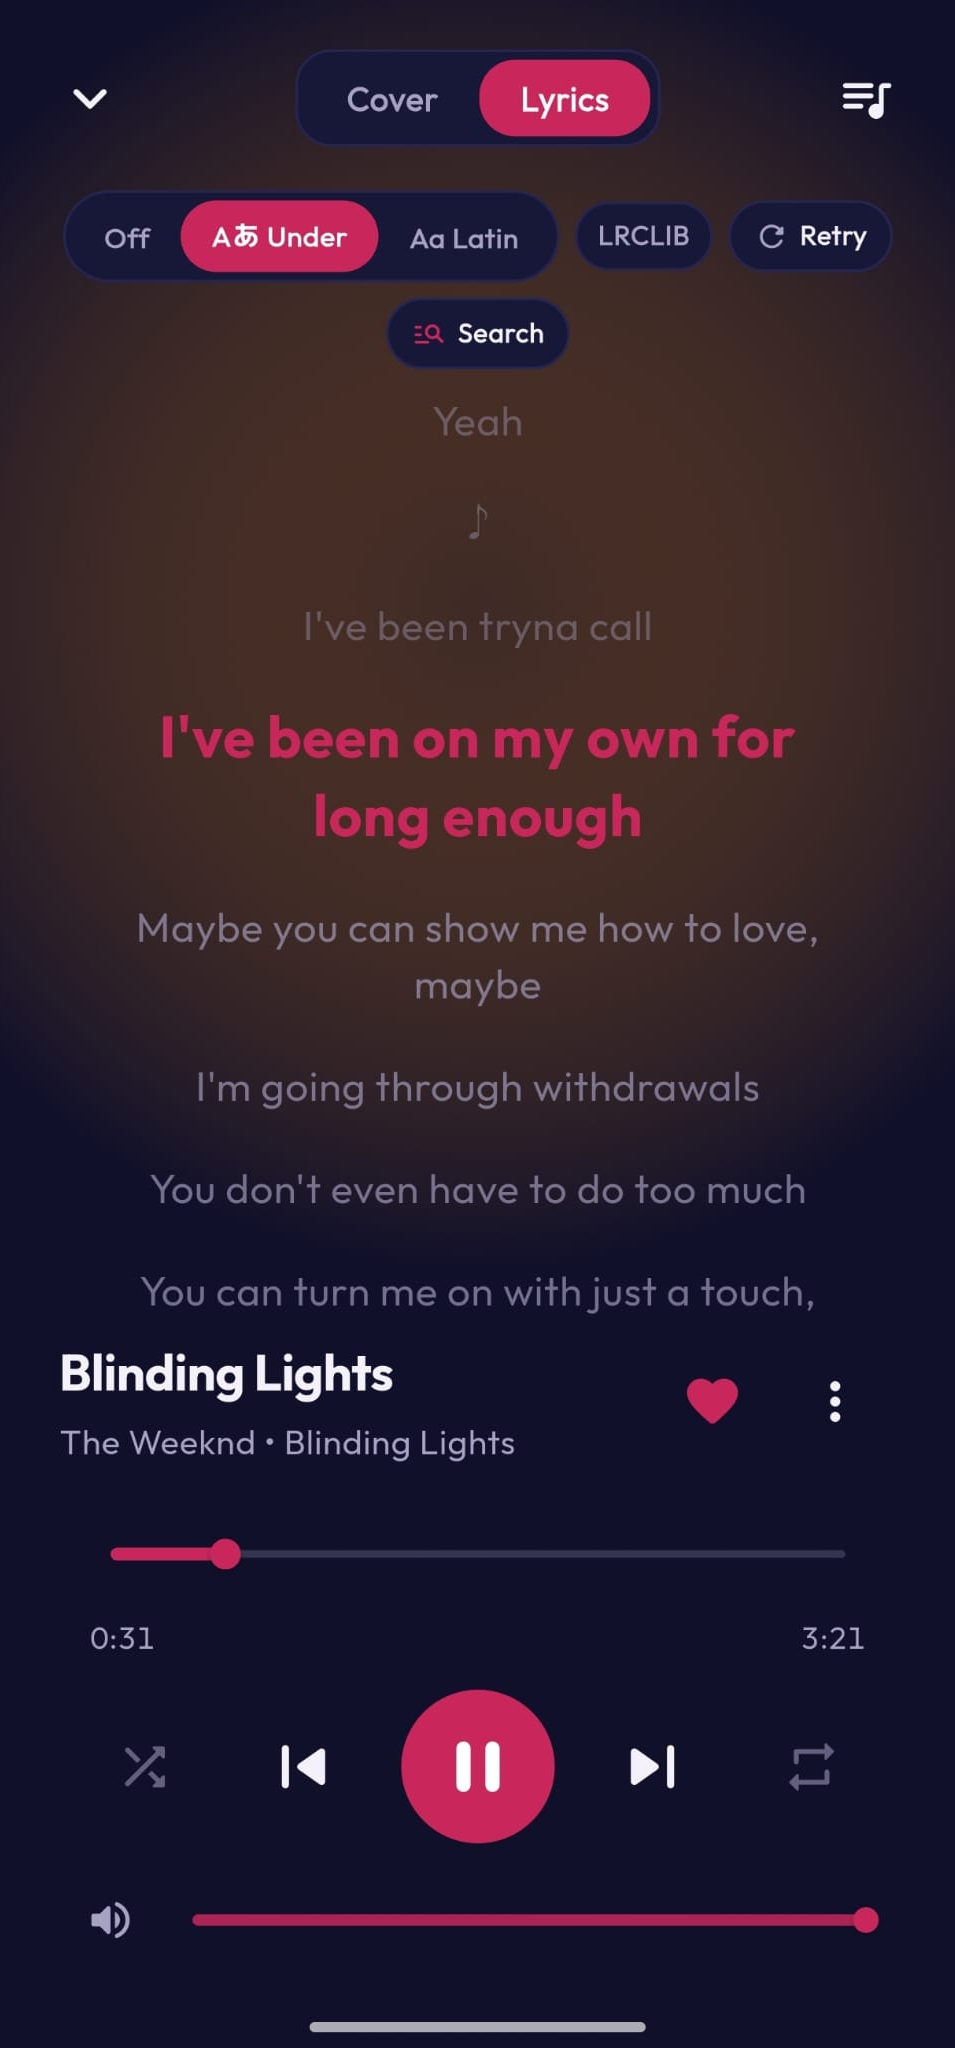 Cover
Lyrics
Off
Aあ Under
Aa Latin
LRCLIB
Retry
Search
Yeah
♪
I've been tryna call
I've been on my own for
long enough
Maybe you can show me how to love,
maybe
I'm going through withdrawals
You don't even have to do too much
You can turn me on with just a touch,
Blinding Lights
The Weeknd • Blinding Lights
0:31
3:21